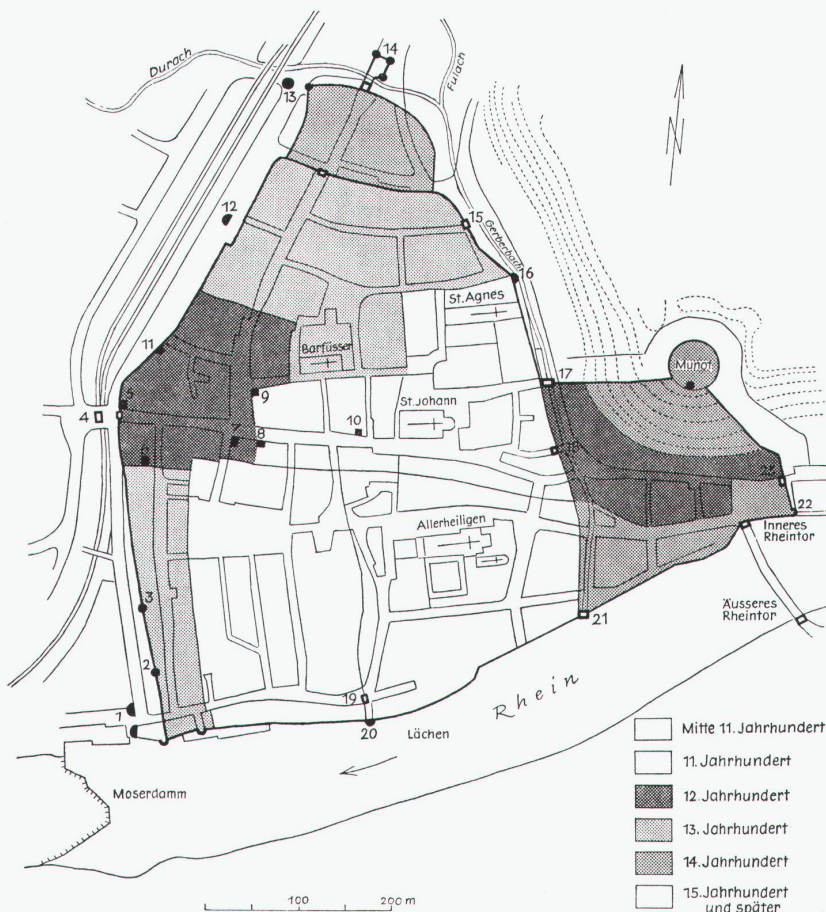 14
Durach
Fulach
13
N
12
15
Gerberbach
16
St. Agnes
11
Barfüsser
17
Munot
5
9
4
St. Johann
10
7
8
6
23
22
Allerheiligen
Inneres
Rheintor
3
Äusseres
Rheintor
21
2
Rhein
19
1
20
Lächen
Mitte 11. Jahrhundert
11. Jahrhundert
Moserdamm
12. Jahrhundert
13. Jahrhundert
14. Jahrhundert
15. Jahrhundert
und später
100
200 m